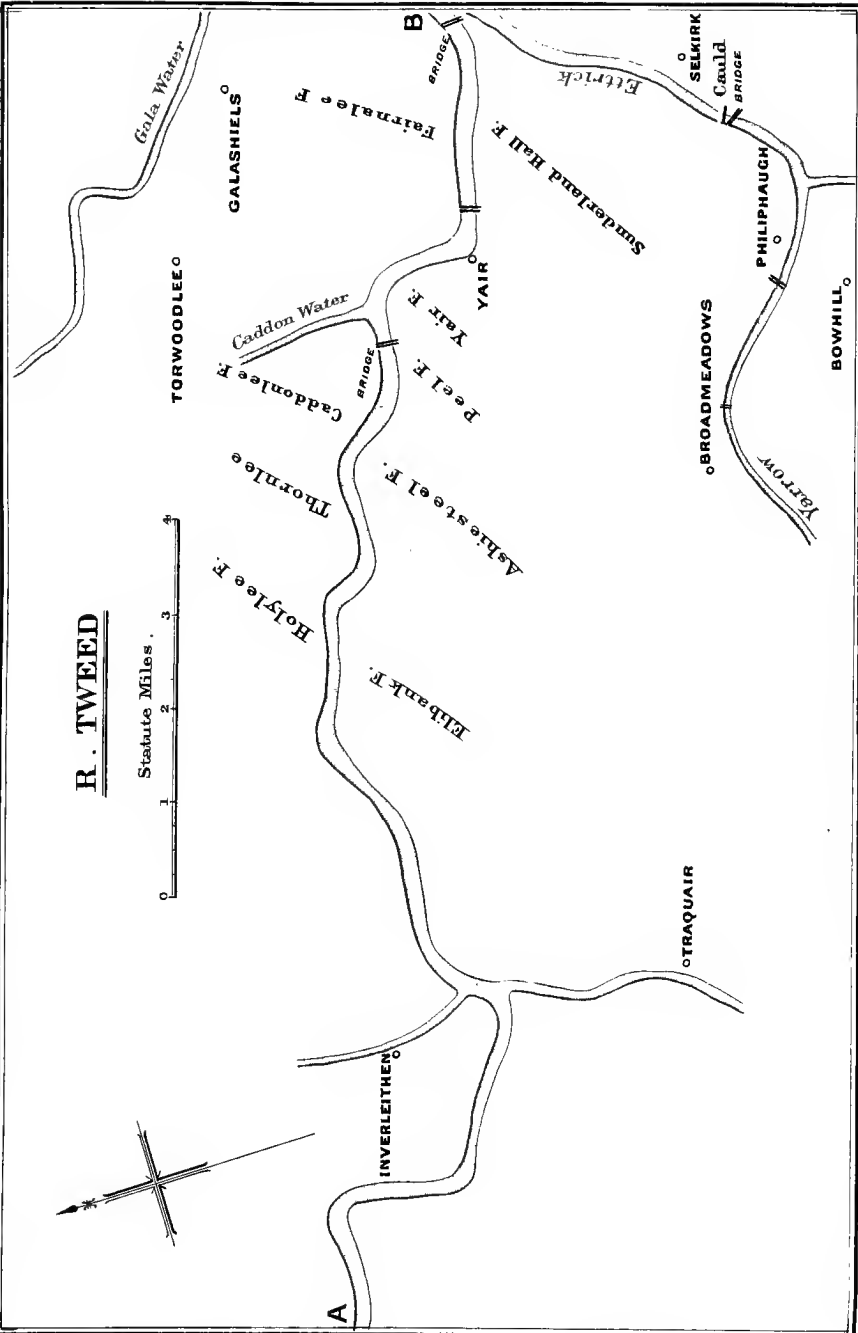 R. TWEED
Statute Miles.
0 1 2 3 4
A
B
INVERLEITHEN
TRAQUAIR
Elibank F.
Holylee F.
Thornlee
Ashiesteel F.
Caddonlee F.
Peel F.
Yair F.
BRIDGE
Caddon Water
YAIR
TORWOODLEE
GALASHIELS
Gala Water
Fairnalee F.
BRIDGE
Sunderland Hall F.
Ettrick
SELKIRK
Cauld
BRIDGE
PHILIPHAUGH
BROADMEADOWS
BOWHILL
Yarrow